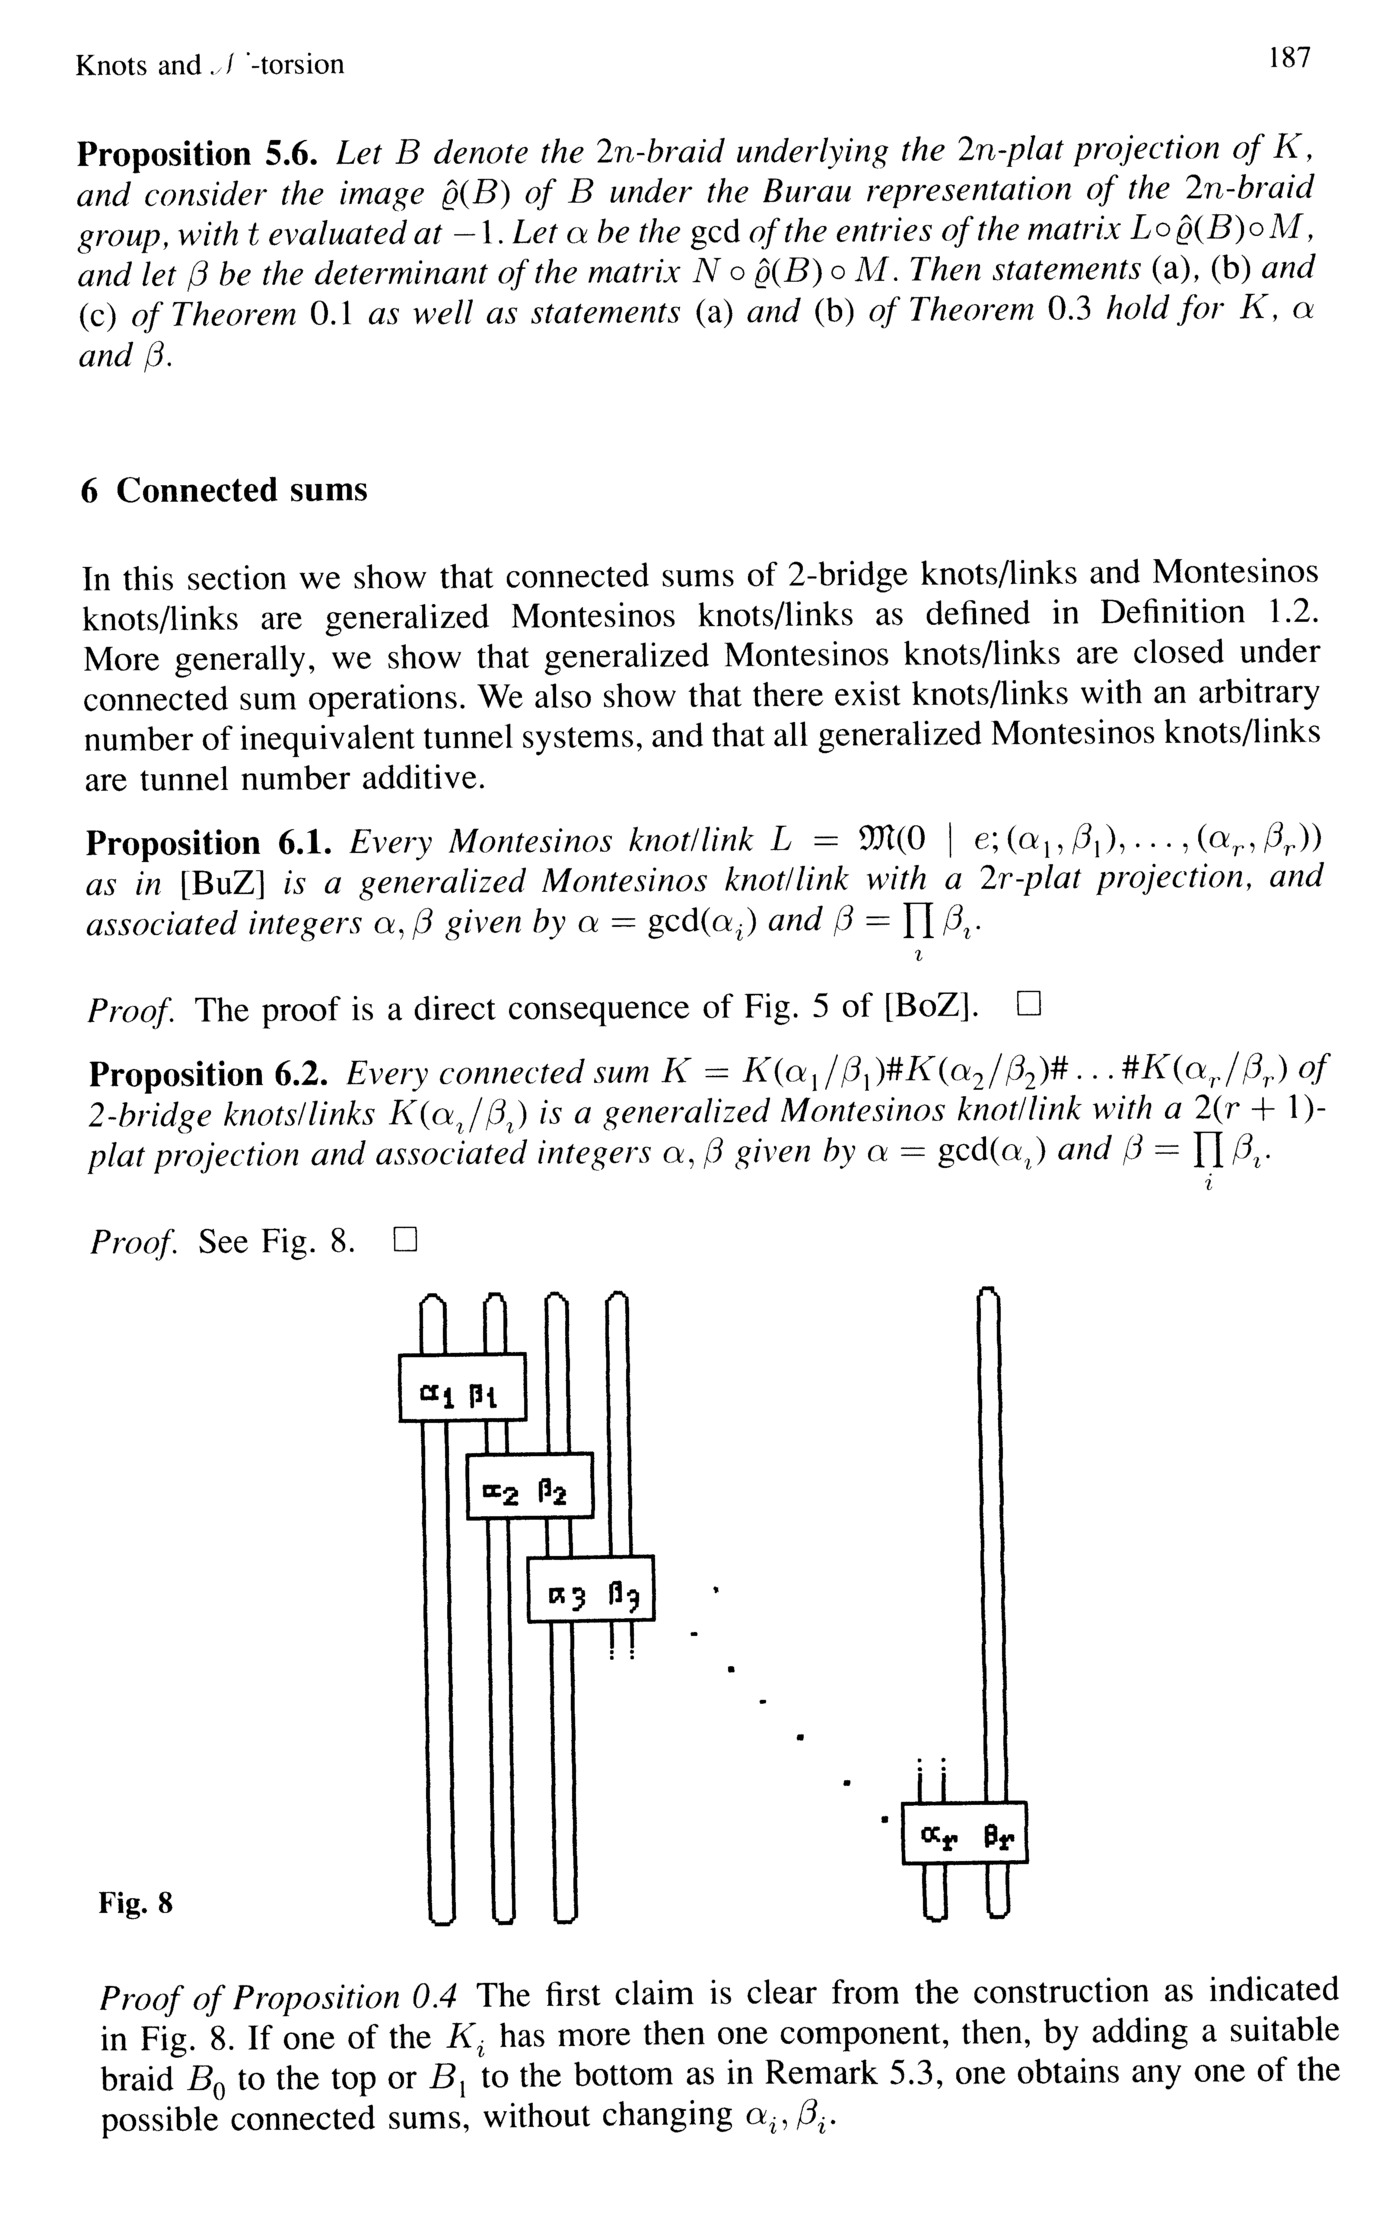 Knots and 𝒩-torsion
187
Proposition 5.6. Let B denote the 2n-braid underlying the 2n-plat projection of K,
and consider the image ϱ̂(B) of B under the Burau representation of the 2n-braid
group, with t evaluated at −1. Let α be the gcd of the entries of the matrix L∘ϱ̂(B)∘M,
and let β be the determinant of the matrix N ∘ ϱ̂(B) ∘ M. Then statements (a), (b) and
(c) of Theorem 0.1 as well as statements (a) and (b) of Theorem 0.3 hold for K, α
and β.
6 Connected sums
In this section we show that connected sums of 2-bridge knots/links and Montesinos
knots/links are generalized Montesinos knots/links as defined in Definition 1.2.
More generally, we show that generalized Montesinos knots/links are closed under
connected sum operations. We also show that there exist knots/links with an arbitrary
number of inequivalent tunnel systems, and that all generalized Montesinos knots/links
are tunnel number additive.
Proposition 6.1. Every Montesinos knot/link L = 𝔐(0 | e; (α₁, β₁), . . . , (αᵣ, βᵣ))
as in [BuZ] is a generalized Montesinos knot/link with a 2r-plat projection, and
associated integers α, β given by α = gcd(αᵢ) and β = ∏ βᵢ.
i
Proof. The proof is a direct consequence of Fig. 5 of [BoZ]. □
Proposition 6.2. Every connected sum K = K(α₁/β₁)#K(α₂/β₂)# . . . #K(αᵣ/βᵣ) of
2-bridge knots/links K(αᵢ/βᵢ) is a generalized Montesinos knot/link with a 2(r + 1)-
plat projection and associated integers α, β given by α = gcd(αᵢ) and β = ∏ βᵢ.
i
Proof. See Fig. 8. □
α₁ β₁
α₂ β₂
α₃ β₃
αᵣ βᵣ
Fig. 8
Proof of Proposition 0.4 The first claim is clear from the construction as indicated
in Fig. 8. If one of the Kᵢ has more then one component, then, by adding a suitable
braid B₀ to the top or B₁ to the bottom as in Remark 5.3, one obtains any one of the
possible connected sums, without changing αᵢ, βᵢ.